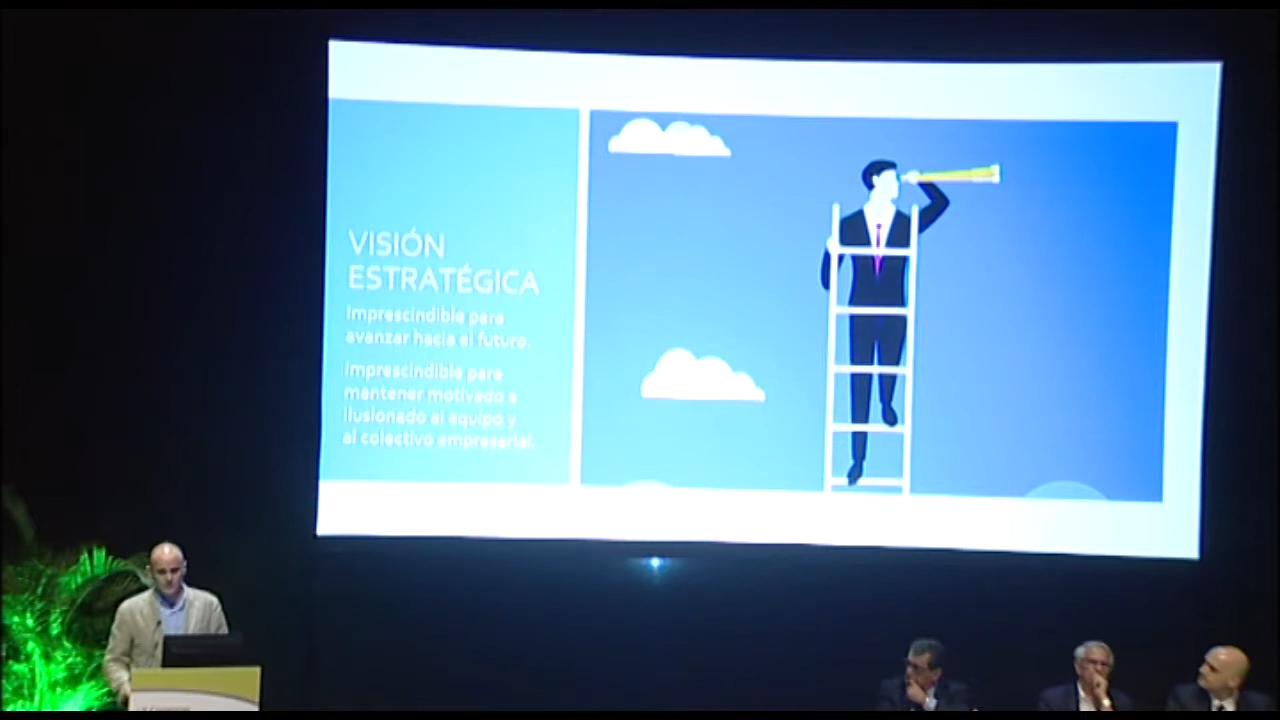 VISIÓN
ESTRATÉGICA
Imprescindible para
avanzar hacia el futuro.
Imprescindible para
mantener motivado e
ilusionado al equipo y
al colectivo empresarial.